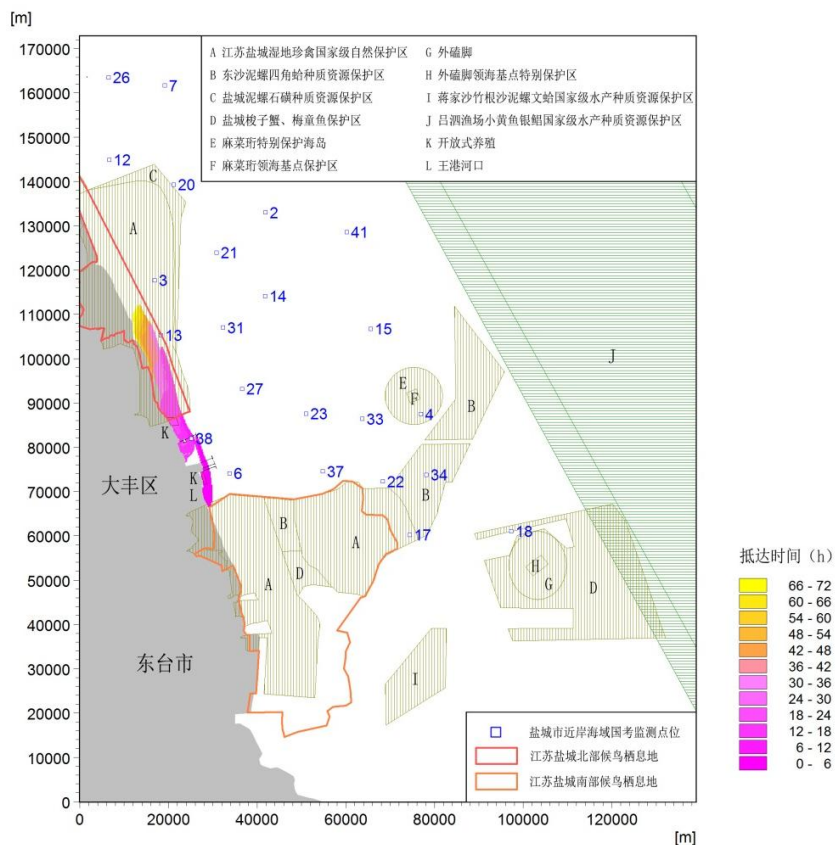 [m]
170000
160000
150000
140000
130000
120000
110000
100000
90000
80000
70000
60000
50000
40000
30000
20000
10000
0
0 20000 40000 60000 80000 100000 120000
[m]
A 江苏盐城湿地珍禽国家级自然保护区
B 东沙泥螺四角蛤种质资源保护区
C 盐城泥螺石磺种质资源保护区
D 盐城梭子蟹、梅童鱼保护区
E 麻菜珩特别保护海岛
F 麻菜珩领海基点保护区
G 外磕脚
H 外磕脚领海基点特别保护区
I 蒋家沙竹根沙泥螺文蛤国家级水产种质资源保护区
J 吕泗渔场小黄鱼银鲳国家级水产种质资源保护区
K 开放式养殖
L 王港河口
26
7
12
C
20
A
2
41
21
3
14
31
13
15
J
27
E
F
23
33
4
B
K
38
大丰区
K
L
6
37
22
34
B
17
18
B
A
D
A
H
G
D
东台市
I
盐城市近岸海域国考监测点位
江苏盐城北部候鸟栖息地
江苏盐城南部候鸟栖息地
抵达时间(h)
66 - 72
60 - 66
54 - 60
48 - 54
42 - 48
36 - 42
30 - 36
24 - 30
18 - 24
12 - 18
6 - 12
0 - 6